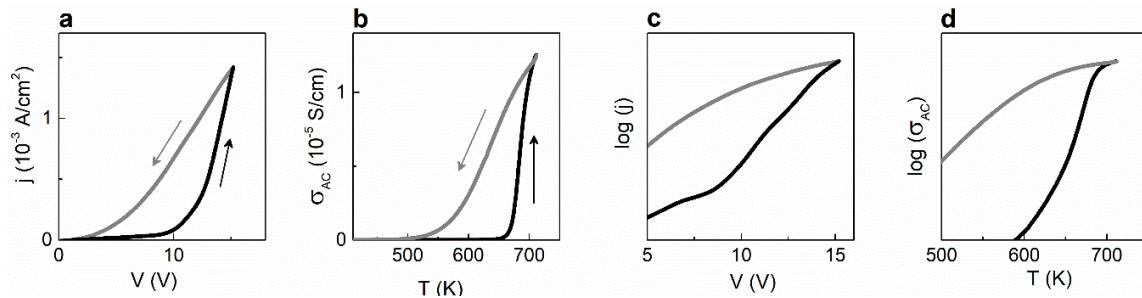 a
b
c
d
j (10⁻³ A/cm²)
1
0
0
10
V (V)
σAC (10⁻⁵ S/cm)
1
0
500
600
700
T (K)
log (j)
5
10
15
V (V)
log (σAC)
500
600
700
T (K)